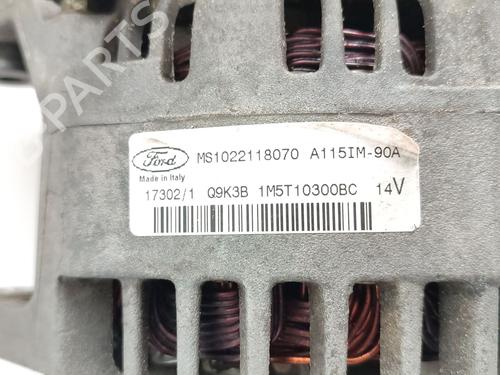 Ford MS1022118070 A115IM-90A
Made in Italy
17302/1 Q9K3B 1M5T10300BC 14V
PARTS